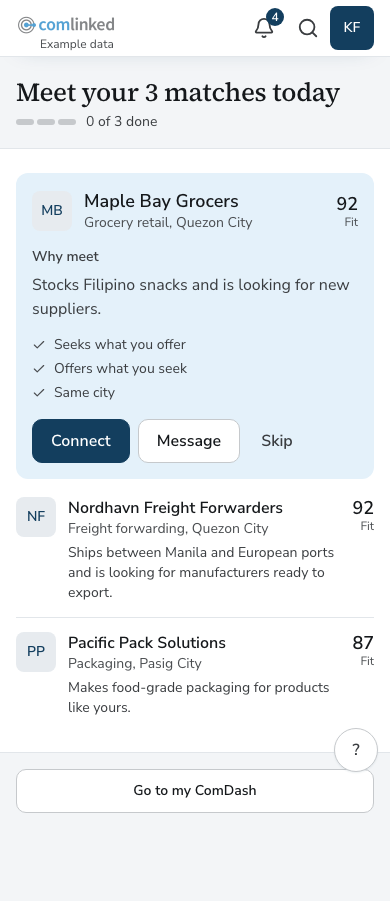 comlinked
Example data
4
KF
Meet your 3 matches today
0 of 3 done
MB
Maple Bay Grocers
92
Grocery retail, Quezon City
Fit
Why meet
Stocks Filipino snacks and is looking for new
suppliers.
Seeks what you offer
Offers what you seek
Same city
Connect
Message
Skip
NF
Nordhavn Freight Forwarders
92
Freight forwarding, Quezon City
Fit
Ships between Manila and European ports
and is looking for manufacturers ready to
export.
PP
Pacific Pack Solutions
87
Packaging, Pasig City
Fit
Makes food-grade packaging for products
like yours.
?
Go to my ComDash